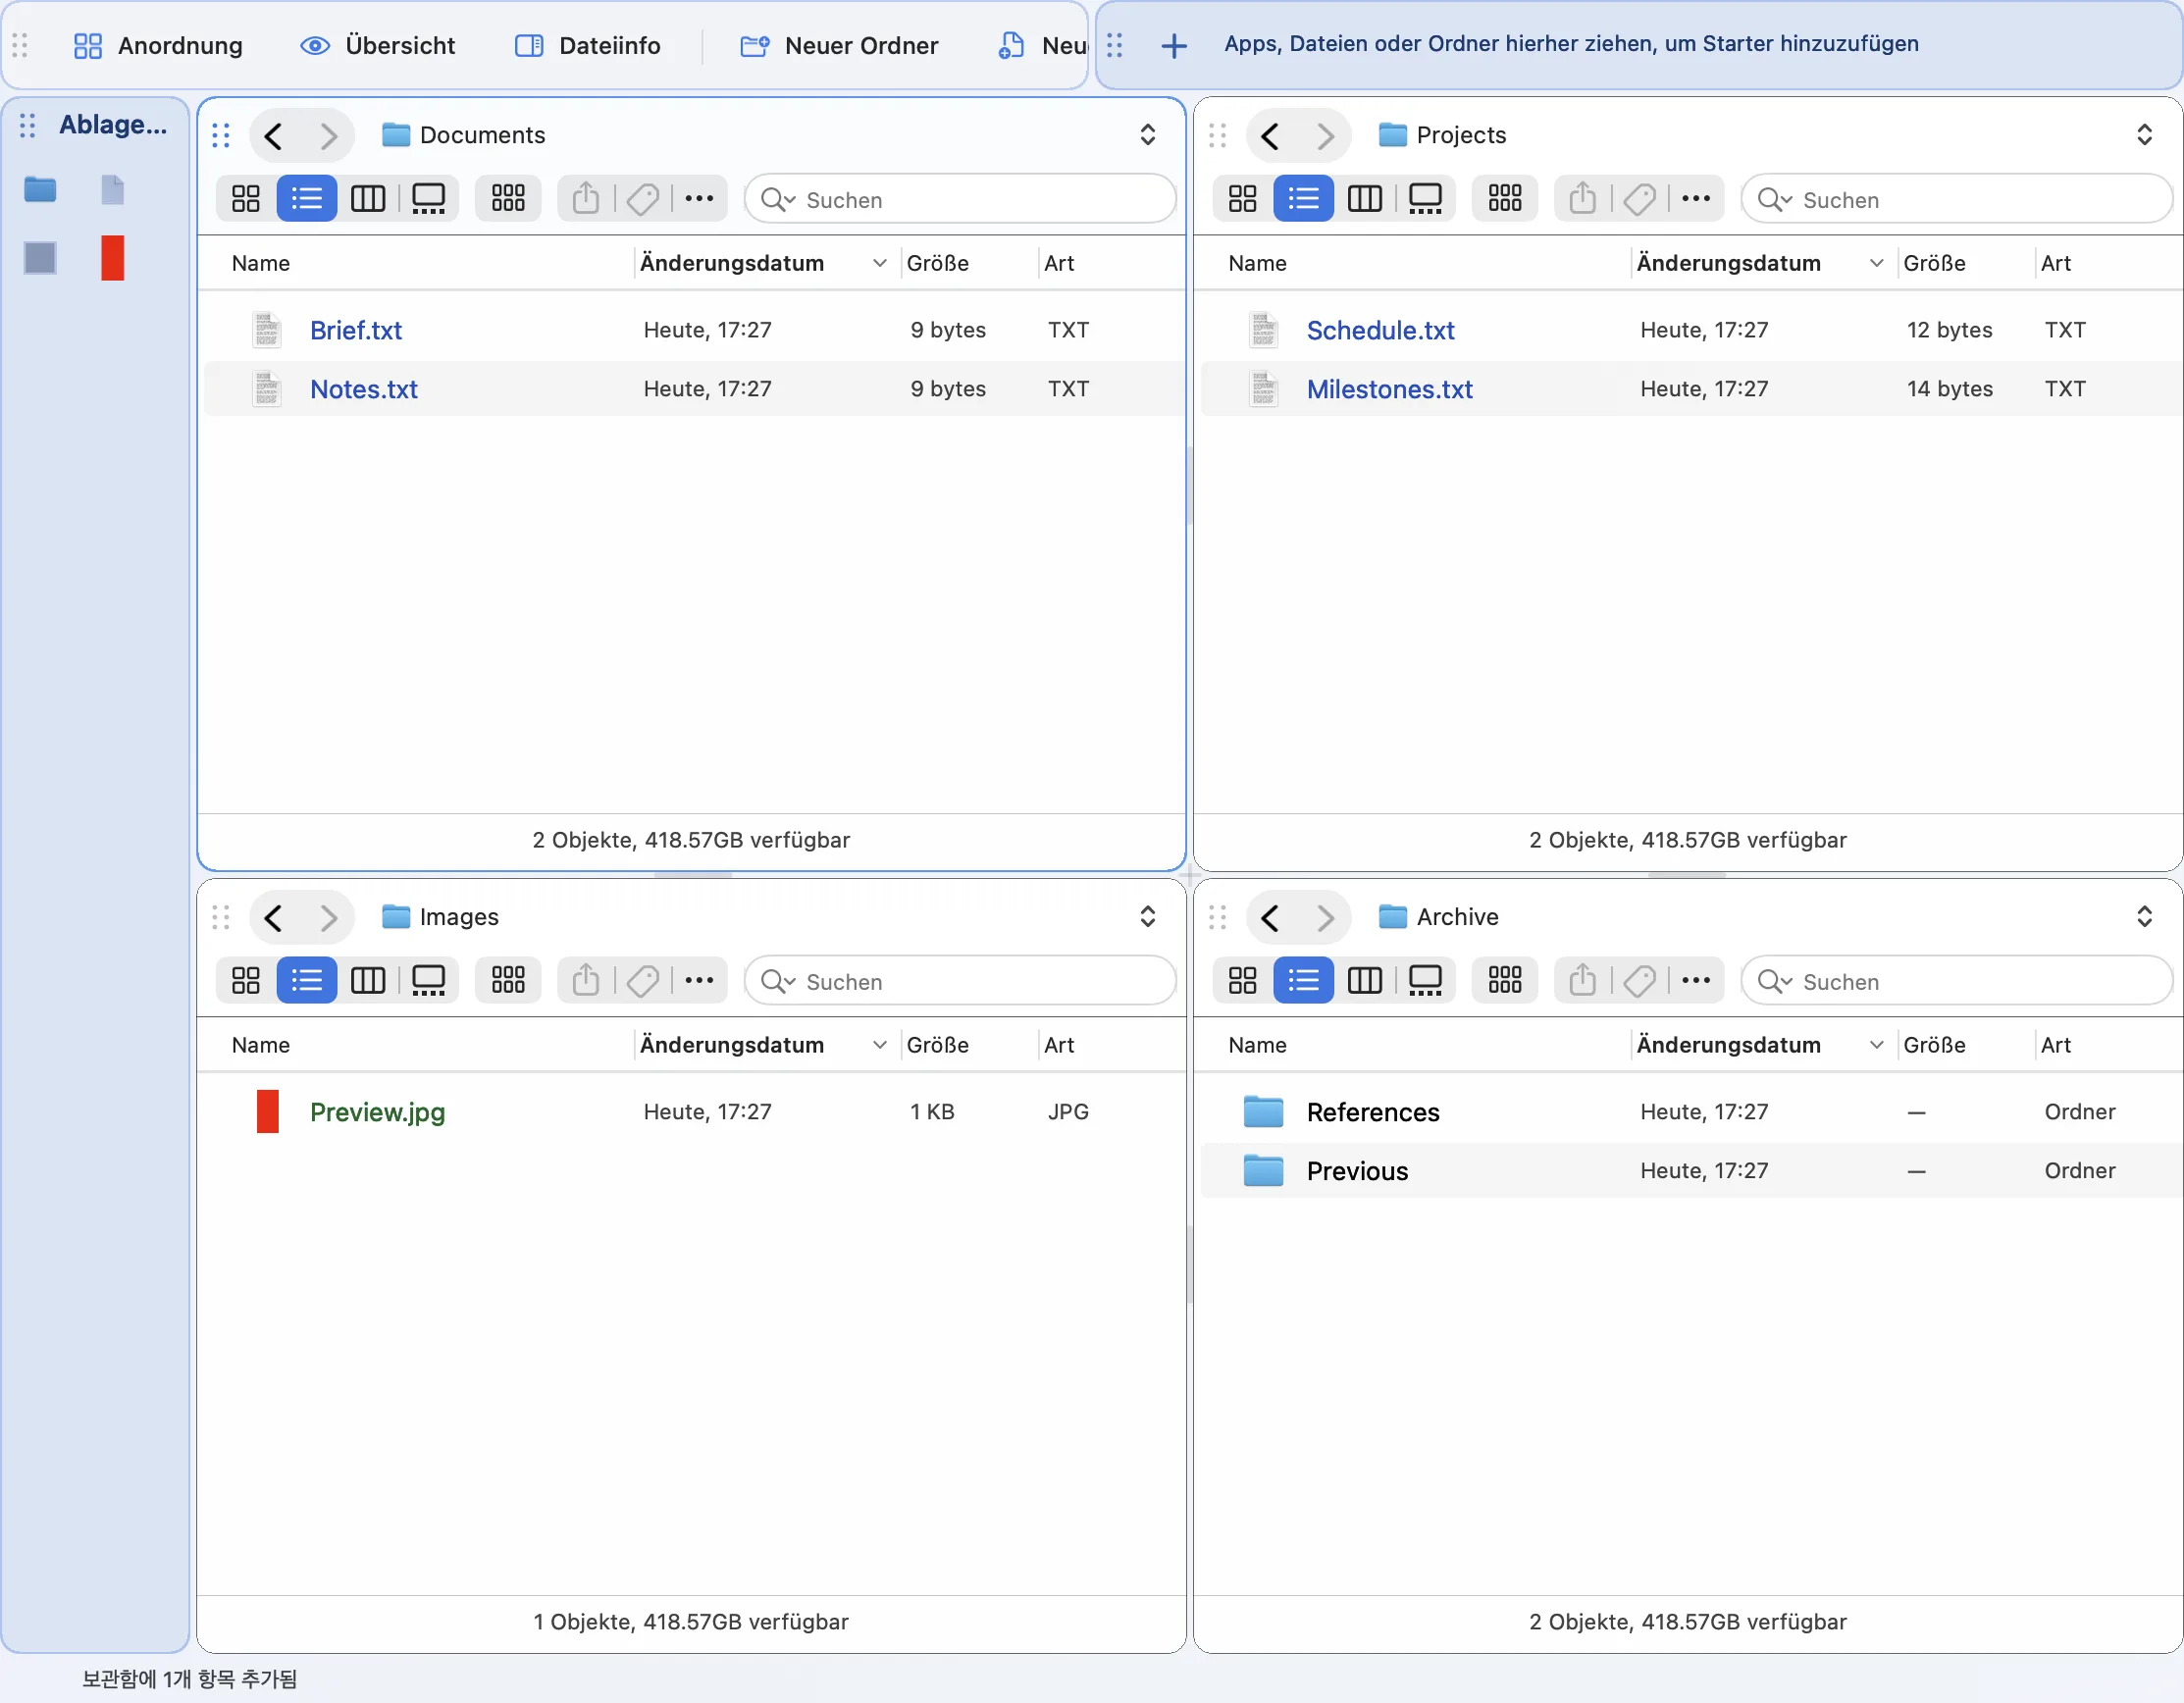 Anordnung Übersicht Dateiinfo Neuer Ordner Neu
Apps, Dateien oder Ordner hierher ziehen, um Starter hinzuzufügen
Ablage...
Documents
Suchen
Name Änderungsdatum Größe Art
Brief.txt Heute, 17:27 9 bytes TXT
Notes.txt Heute, 17:27 9 bytes TXT
2 Objekte, 418.57GB verfügbar
Projects
Suchen
Name Änderungsdatum Größe Art
Schedule.txt Heute, 17:27 12 bytes TXT
Milestones.txt Heute, 17:27 14 bytes TXT
2 Objekte, 418.57GB verfügbar
Images
Suchen
Name Änderungsdatum Größe Art
Preview.jpg Heute, 17:27 1 KB JPG
1 Objekte, 418.57GB verfügbar
Archive
Suchen
Name Änderungsdatum Größe Art
References Heute, 17:27 — Ordner
Previous Heute, 17:27 — Ordner
2 Objekte, 418.57GB verfügbar
보관함에 1개 항목 추가됨